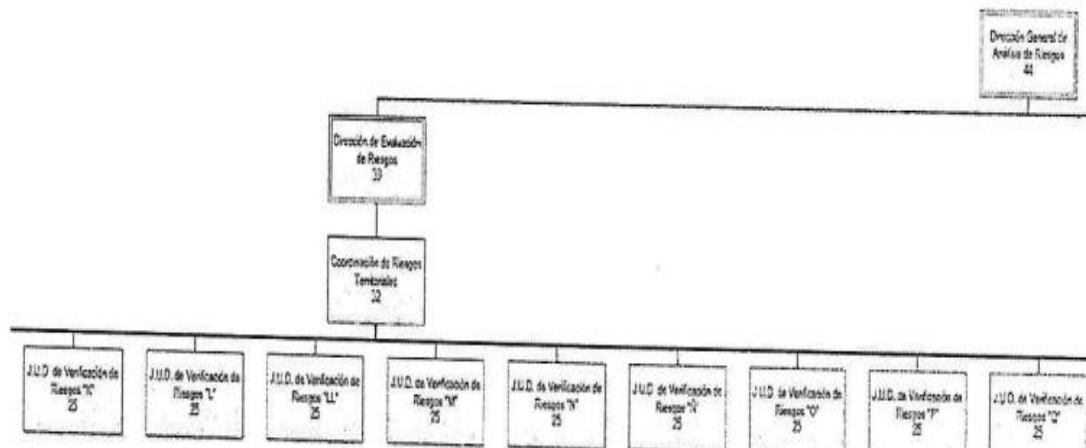 Dirección General de
Análisis de Riesgos
44
Dirección de Evaluación
de Riesgos
39
Coordinación de Riesgos
Territoriales
32
J.U.D. de Verificación de
Riesgos "K"
25
J.U.D. de Verificación de
Riesgos "L"
25
J.U.D. de Verificación de
Riesgos "LL"
25
J.U.D. de Verificación de
Riesgos "M"
25
J.U.D. de Verificación de
Riesgos "N"
25
J.U.D. de Verificación de
Riesgos "Ñ"
25
J.U.D. de Verificación de
Riesgos "O"
25
J.U.D. de Verificación de
Riesgos "P"
25
J.U.D. de Verificación de
Riesgos "Q"
25